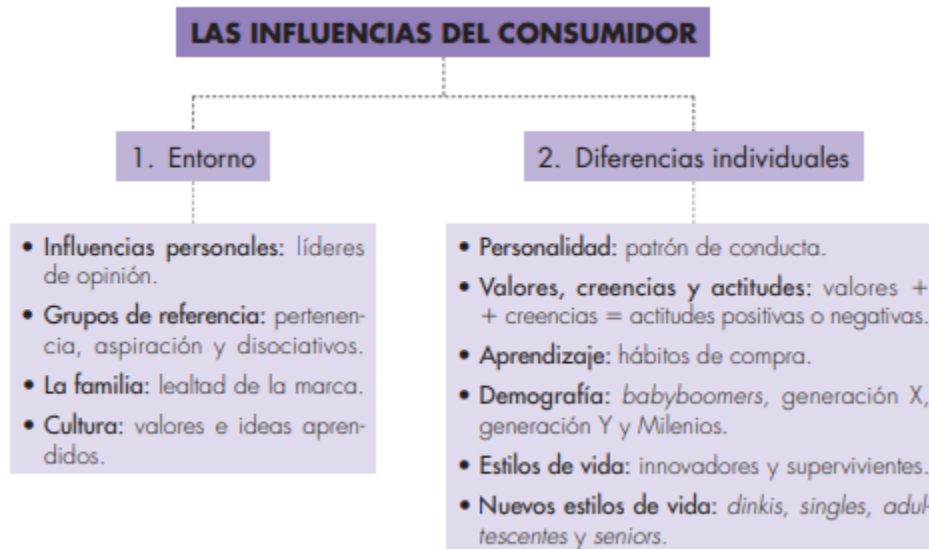 LAS INFLUENCIAS DEL CONSUMIDOR
1. Entorno
• Influencias personales: líderes
de opinión.
• Grupos de referencia: pertenen-
cia, aspiración y disociativos.
• La familia: lealtad de la marca.
• Cultura: valores e ideas apren-
didos.
2. Diferencias individuales
• Personalidad: patrón de conducta.
• Valores, creencias y actitudes: valores +
+ creencias = actitudes positivas o negativas.
• Aprendizaje: hábitos de compra.
• Demografía: babyboomers, generación X,
generación Y y Milenios.
• Estilos de vida: innovadores y supervivientes.
• Nuevos estilos de vida: dinkis, singles, adul-
tescentes y seniors.